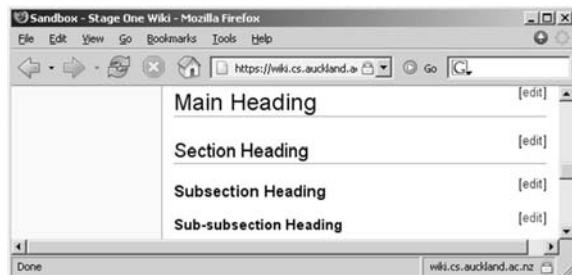 Sandbox - Stage One Wiki - Mozilla Firefox
File Edit View Go Bookmarks Tools Help
https://wiki.cs.auckland.a Go G
Main Heading [edit]
Section Heading [edit]
Subsection Heading [edit]
Sub-subsection Heading [edit]
Done wiki.cs.auckland.ac.nz